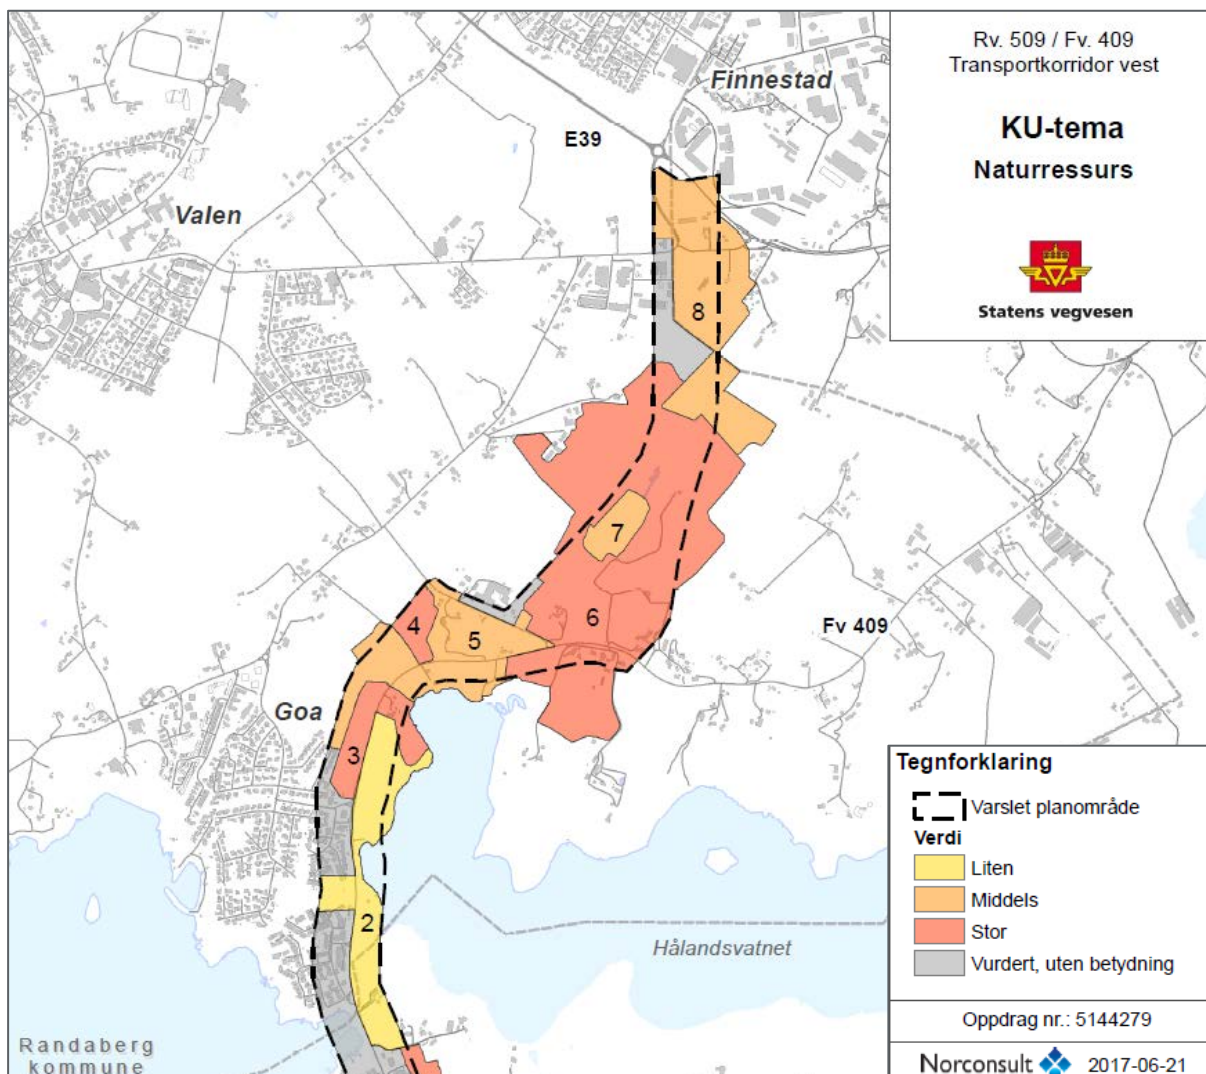 Rv. 509 / Fv. 409
Transportkorridor vest
KU-tema
Naturressurs
Statens vegvesen
Finnestad
E39
Valen
8
7
6
4
5
Fv 409
Goa
3
2
Hålandsvatnet
Randaberg
kommune
Tegnforklaring
Varslet planområde
Verdi
Liten
Middels
Stor
Vurdert, uten betydning
Oppdrag nr.: 5144279
Norconsult 2017-06-21